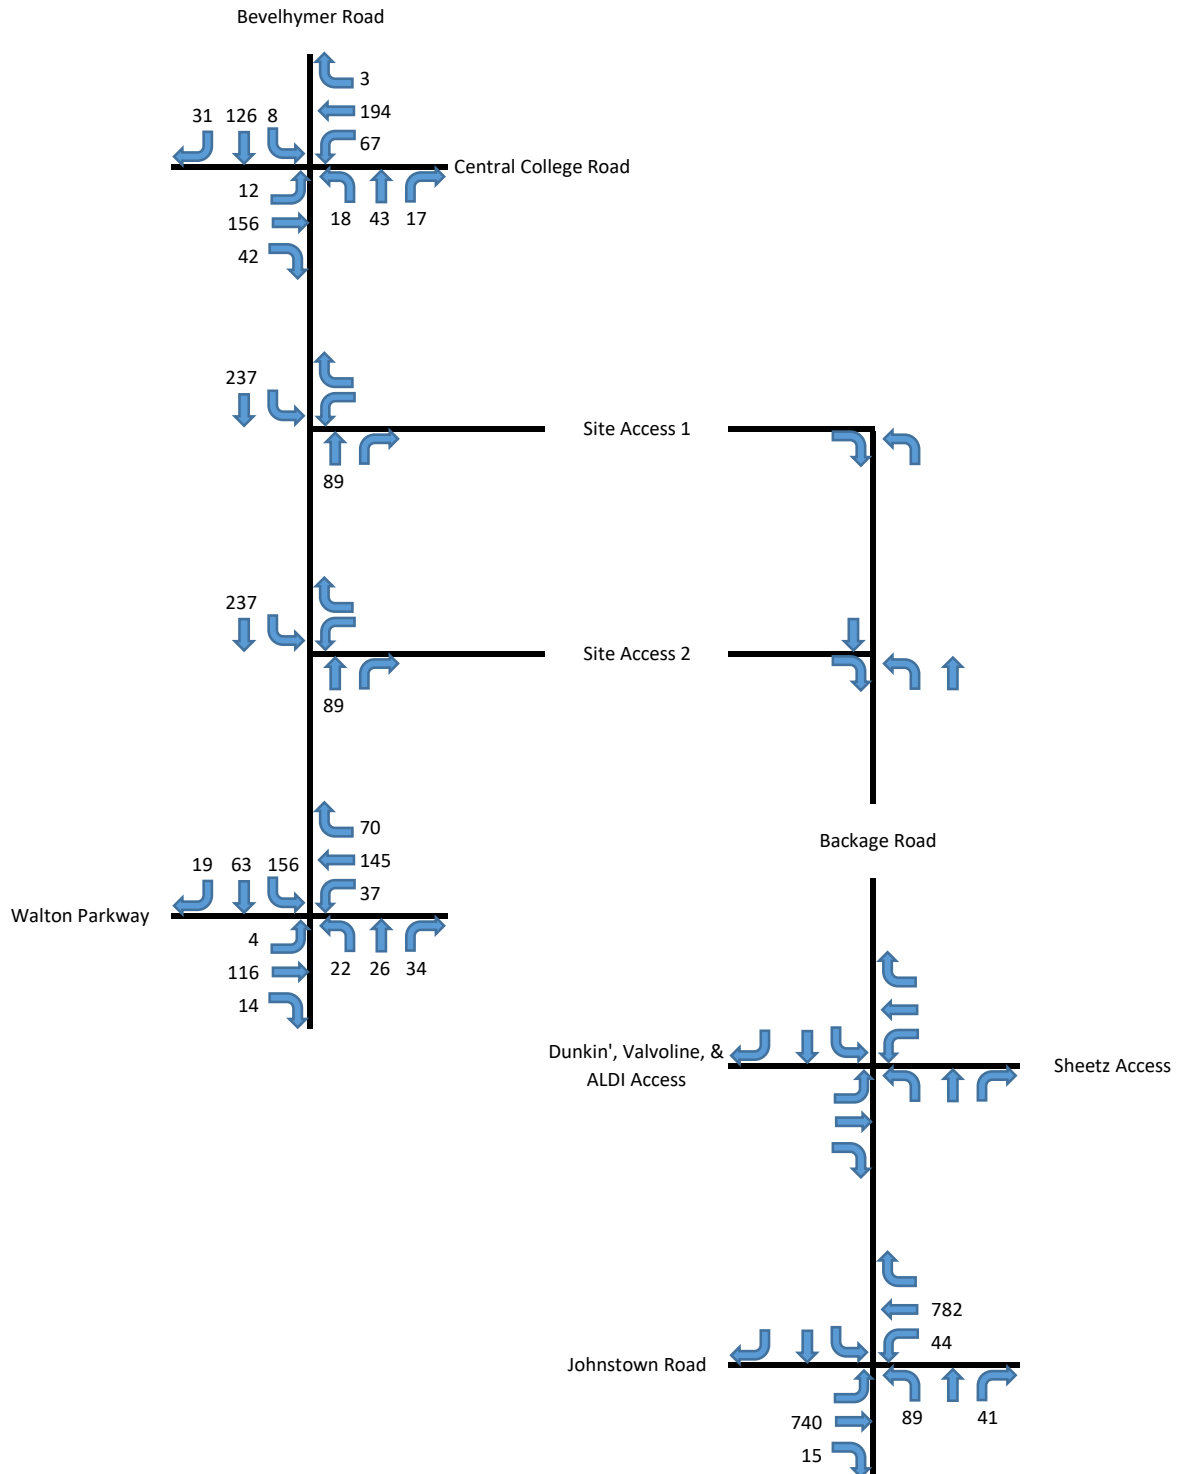 Bevelhymer Road
3
31 126 8
194
67
Central College Road
12
18 43 17
156
42
237
Site Access 1
89
237
Site Access 2
89
70
Backage Road
19 63 156
145
37
Walton Parkway
4
22 26 34
116
14
Dunkin', Valvoline, &
ALDI Access
Sheetz Access
782
44
Johnstown Road
740
89 41
15